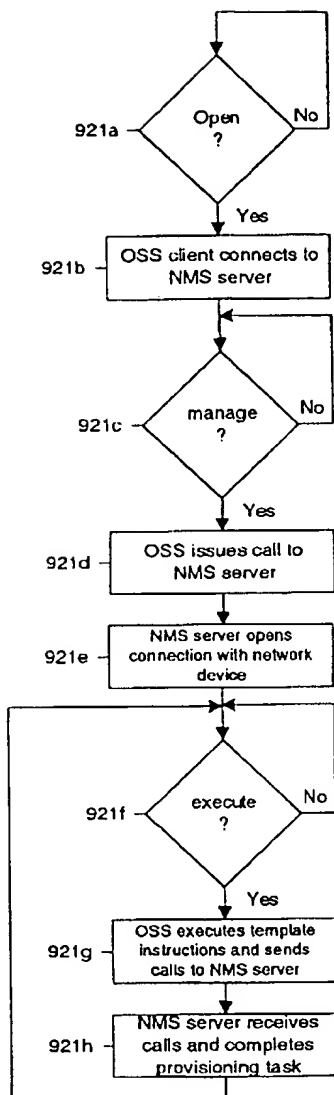 Open
?
No
921a
Yes
OSS client connects to
NMS server
921b
manage
?
No
921c
Yes
OSS issues call to
NMS server
921d
NMS server opens
connection with network
device
921e
execute
?
No
921f
Yes
OSS executes template
instructions and sends
calls to NMS server
921g
NMS server receives
calls and completes
provisioning task
921h